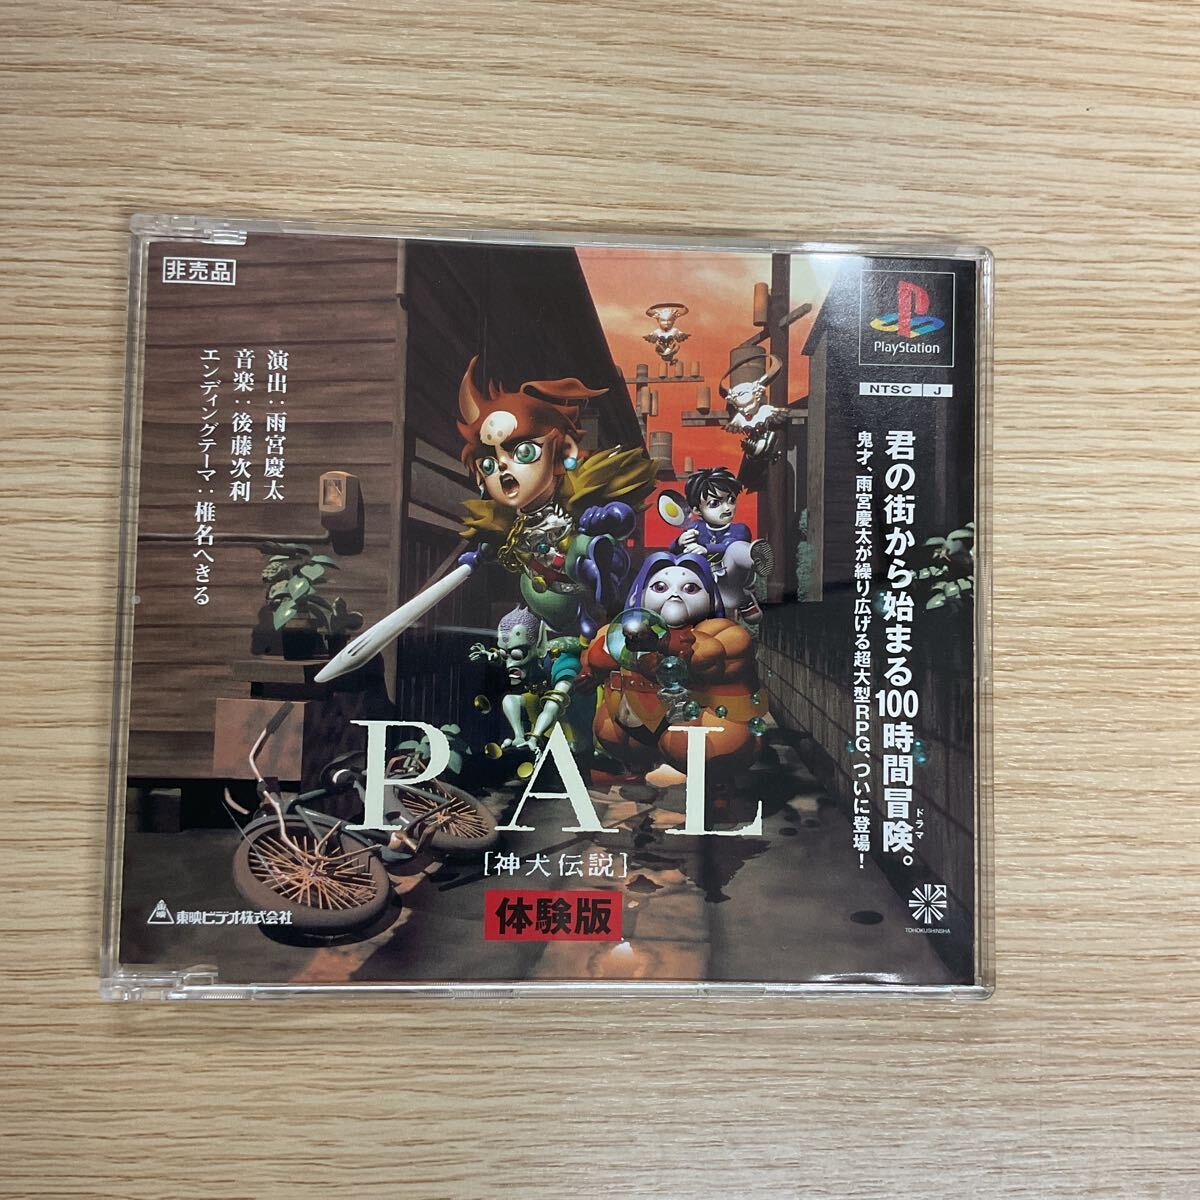 非売品
演出：雨宮慶太
音楽：後藤次利
エンディングテーマ：椎名へきる
PlayStation
NTSC J
君の街から始まる100時間冒険。
ドラマ
鬼才、雨宮慶太が繰り広げる超大型RPG、ついに登場！
PAL
［神犬伝説］
体験版
東映ビデオ株式会社
TOHOKUSHINSHA